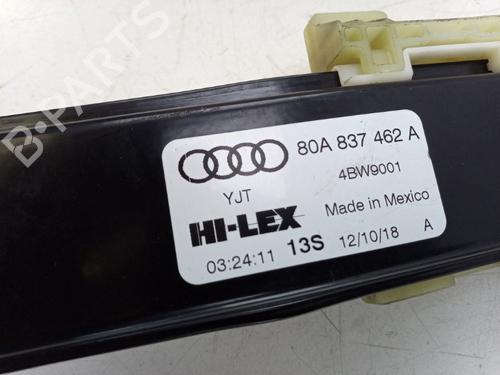 80A 837 462 A
YJT 4BW9001
HI-LEX Made in Mexico
03:24:11 13S 12/10/18 A
B-PARTS